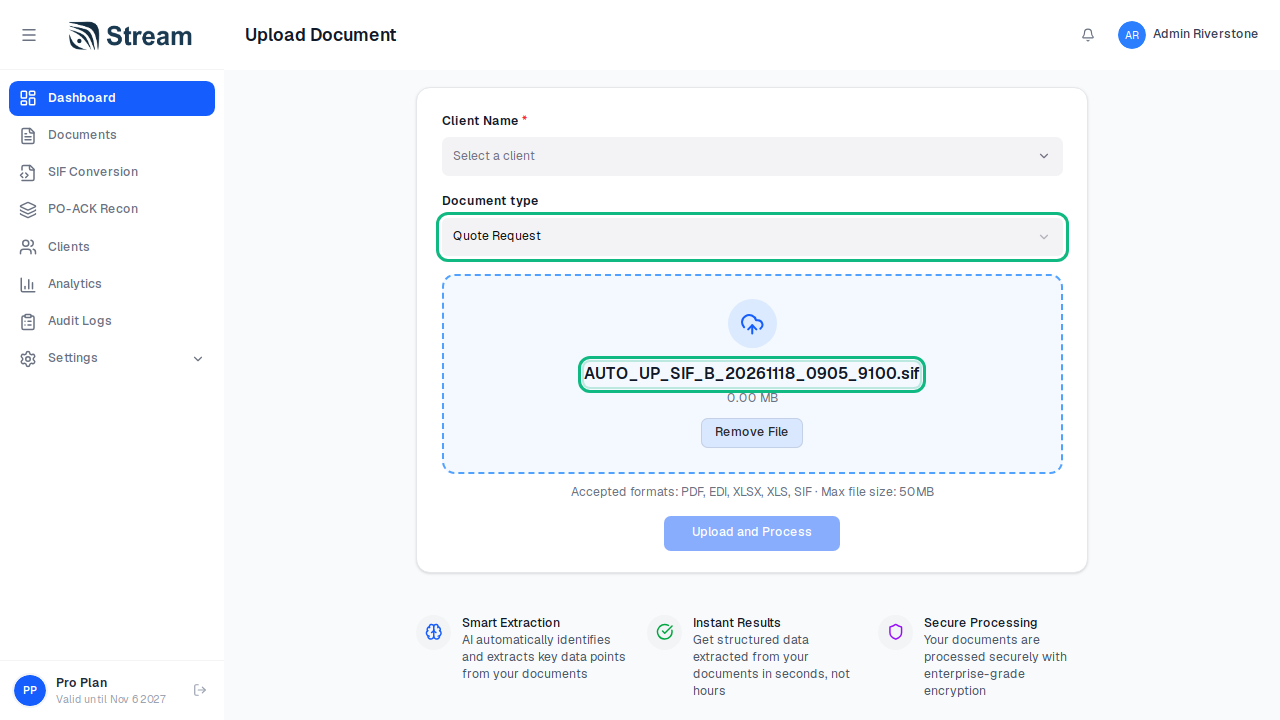 Stream
Upload Document
AR
Admin Riverstone
Dashboard
Documents
SIF Conversion
PO-ACK Recon
Clients
Analytics
Audit Logs
Settings
Client Name *
Select a client
Document type
Quote Request
AUTO_UP_SIF_B_20261118_0905_9100.sif
0.00 MB
Remove File
Accepted formats: PDF, EDI, XLSX, XLS, SIF · Max file size: 50MB
Upload and Process
Smart Extraction
AI automatically identifies
and extracts key data points
from your documents
Instant Results
Get structured data
extracted from your
documents in seconds, not
hours
Secure Processing
Your documents are
processed securely with
enterprise-grade
encryption
PP
Pro Plan
Valid until Nov 6 2027